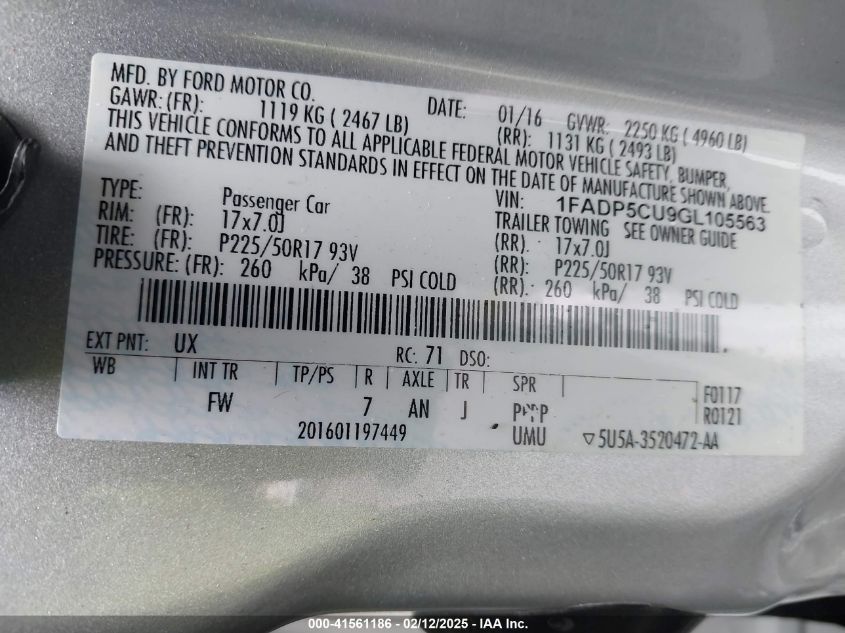 MFD. BY FORD MOTOR CO.
DATE: 01/16 GVWR: 2250 KG ( 4960 LB)
GAWR: (FR): 1119 KG ( 2467 LB) (RR): 1131 KG ( 2493 LB)
THIS VEHICLE CONFORMS TO ALL APPLICABLE FEDERAL MOTOR VEHICLE SAFETY, BUMPER,
AND THEFT PREVENTION STANDARDS IN EFFECT ON THE DATE OF MANUFACTURE SHOWN ABOVE.
VIN: 1FADP5CU9GL105563
TYPE: Passenger Car TRAILER TOWING SEE OWNER GUIDE
RIM: (FR): 17x7.0J (RR). 17x7.0J
TIRE: (FR): P225/50R17 93V (RR): P225/50R17 93V
PRESSURE: (FR): 260 kPa/ 38 PSI COLD (RR). 260 kPa/ 38 PSI COLD
EXT PNT: UX RC: 71 DSO:
WB INT TR TP/PS R AXLE TR SPR F0117
FW 7 AN J R0121
201601197449 UMU ▽5U5A-3520472-AA
000-41561186 - 02/12/2025 - IAA Inc.